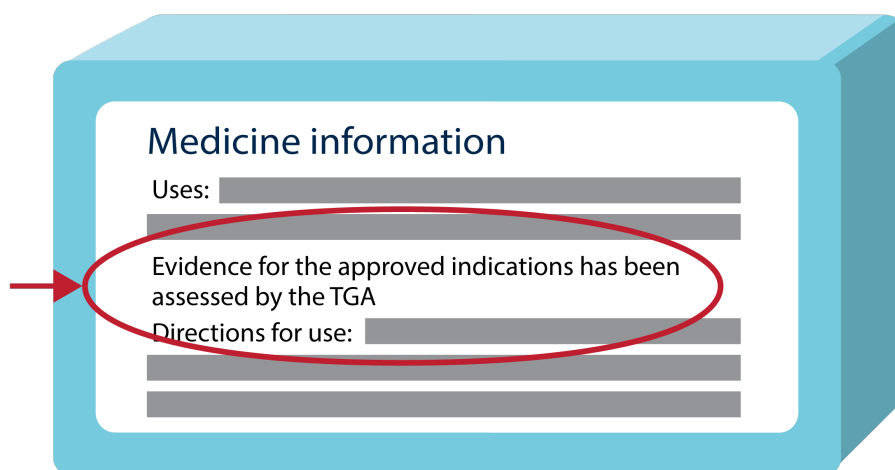 Medicine information
Uses:
Evidence for the approved indications has been
assessed by the TGA
Directions for use: